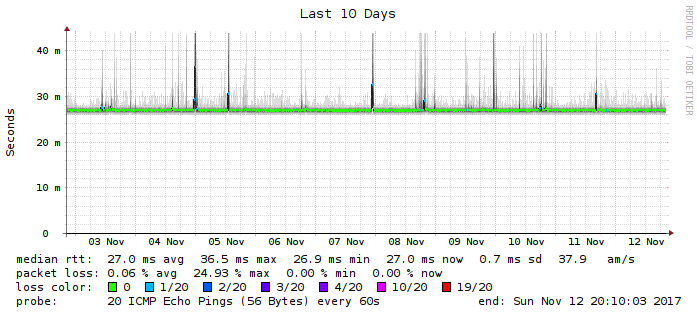 Last 10 Days
RRDTOOL / TOBI OETIKER
Seconds
40 m
30 m
20 m
10 m
0
03 Nov 04 Nov 05 Nov 06 Nov 07 Nov 08 Nov 09 Nov 10 Nov 11 Nov 12 Nov
median rtt: 27.0 ms avg 36.5 ms max 26.9 ms min 27.0 ms now 0.7 ms sd 37.9 am/s
packet loss: 0.06 % avg 24.93 % max 0.00 % min 0.00 % now
loss color: 0 1/20 2/20 3/20 4/20 10/20 19/20
probe: 20 ICMP Echo Pings (56 Bytes) every 60s end: Sun Nov 12 20:10:03 2017